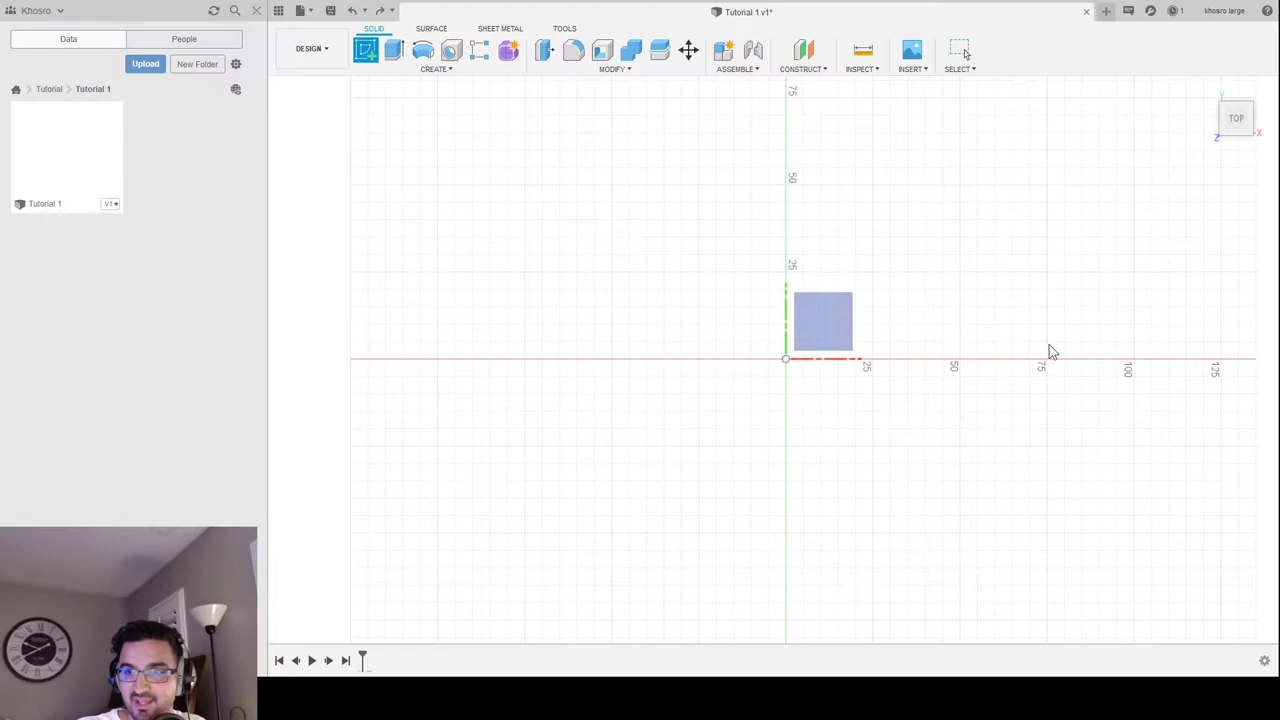 Khosro
Tutorial 1 v1*
1
khosro large
Data
People
Upload
New Folder
Tutorial
Tutorial 1
Tutorial 1
V1
DESIGN
SOLID
SURFACE
SHEET METAL
TOOLS
CREATE
MODIFY
ASSEMBLE
CONSTRUCT
INSPECT
INSERT
SELECT
TOP
X
Y
Z
75
50
25
25
50
75
100
125